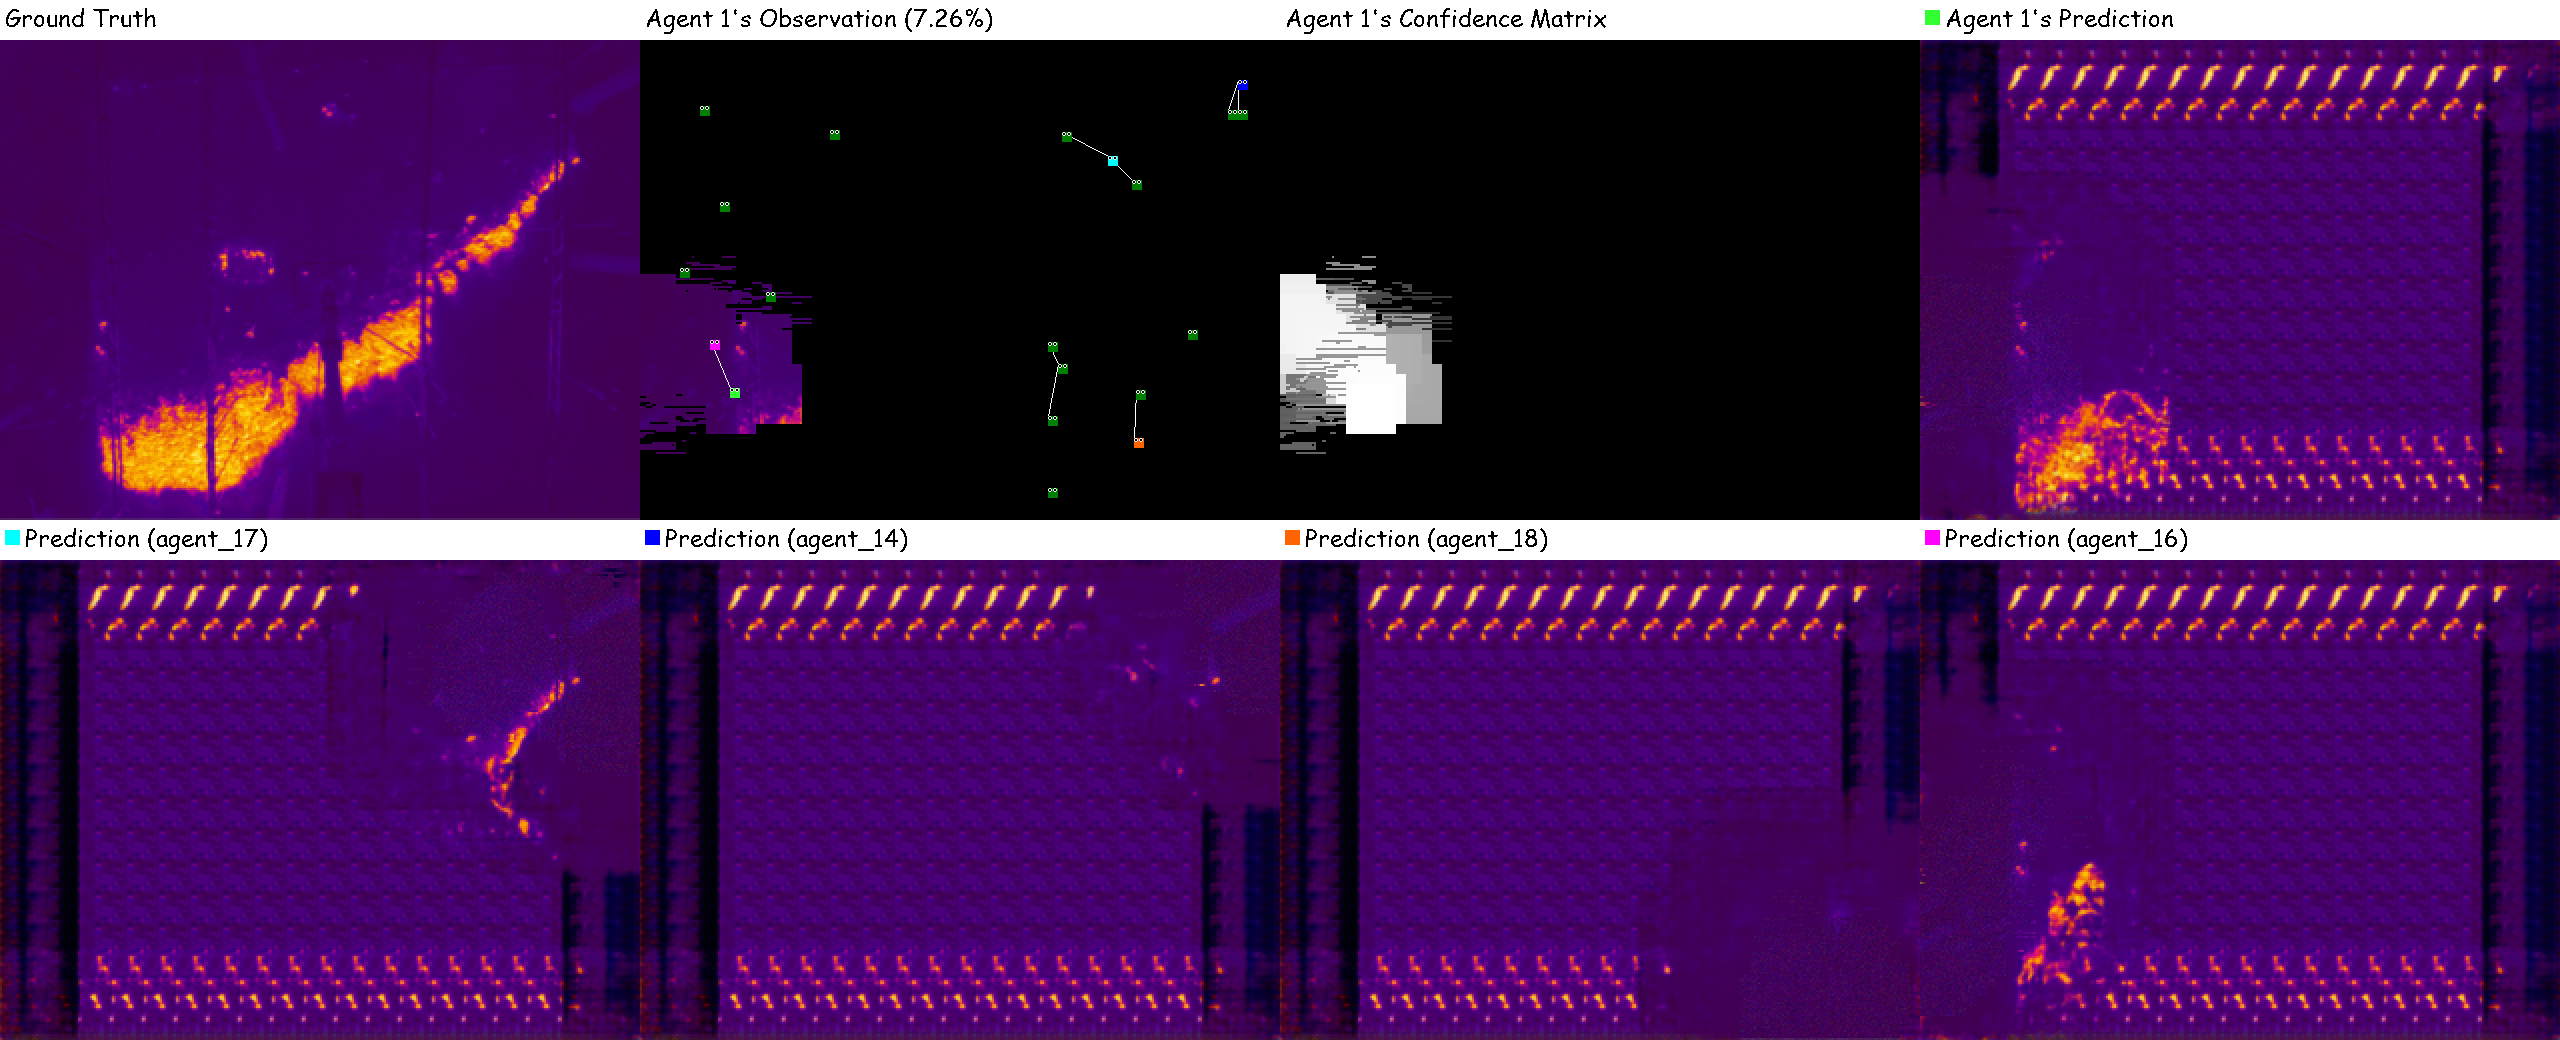 Ground Truth
Agent 1's Observation (7.26%)
Agent 1's Confidence Matrix
Agent 1's Prediction
Prediction (agent_17)
Prediction (agent_14)
Prediction (agent_18)
Prediction (agent_16)